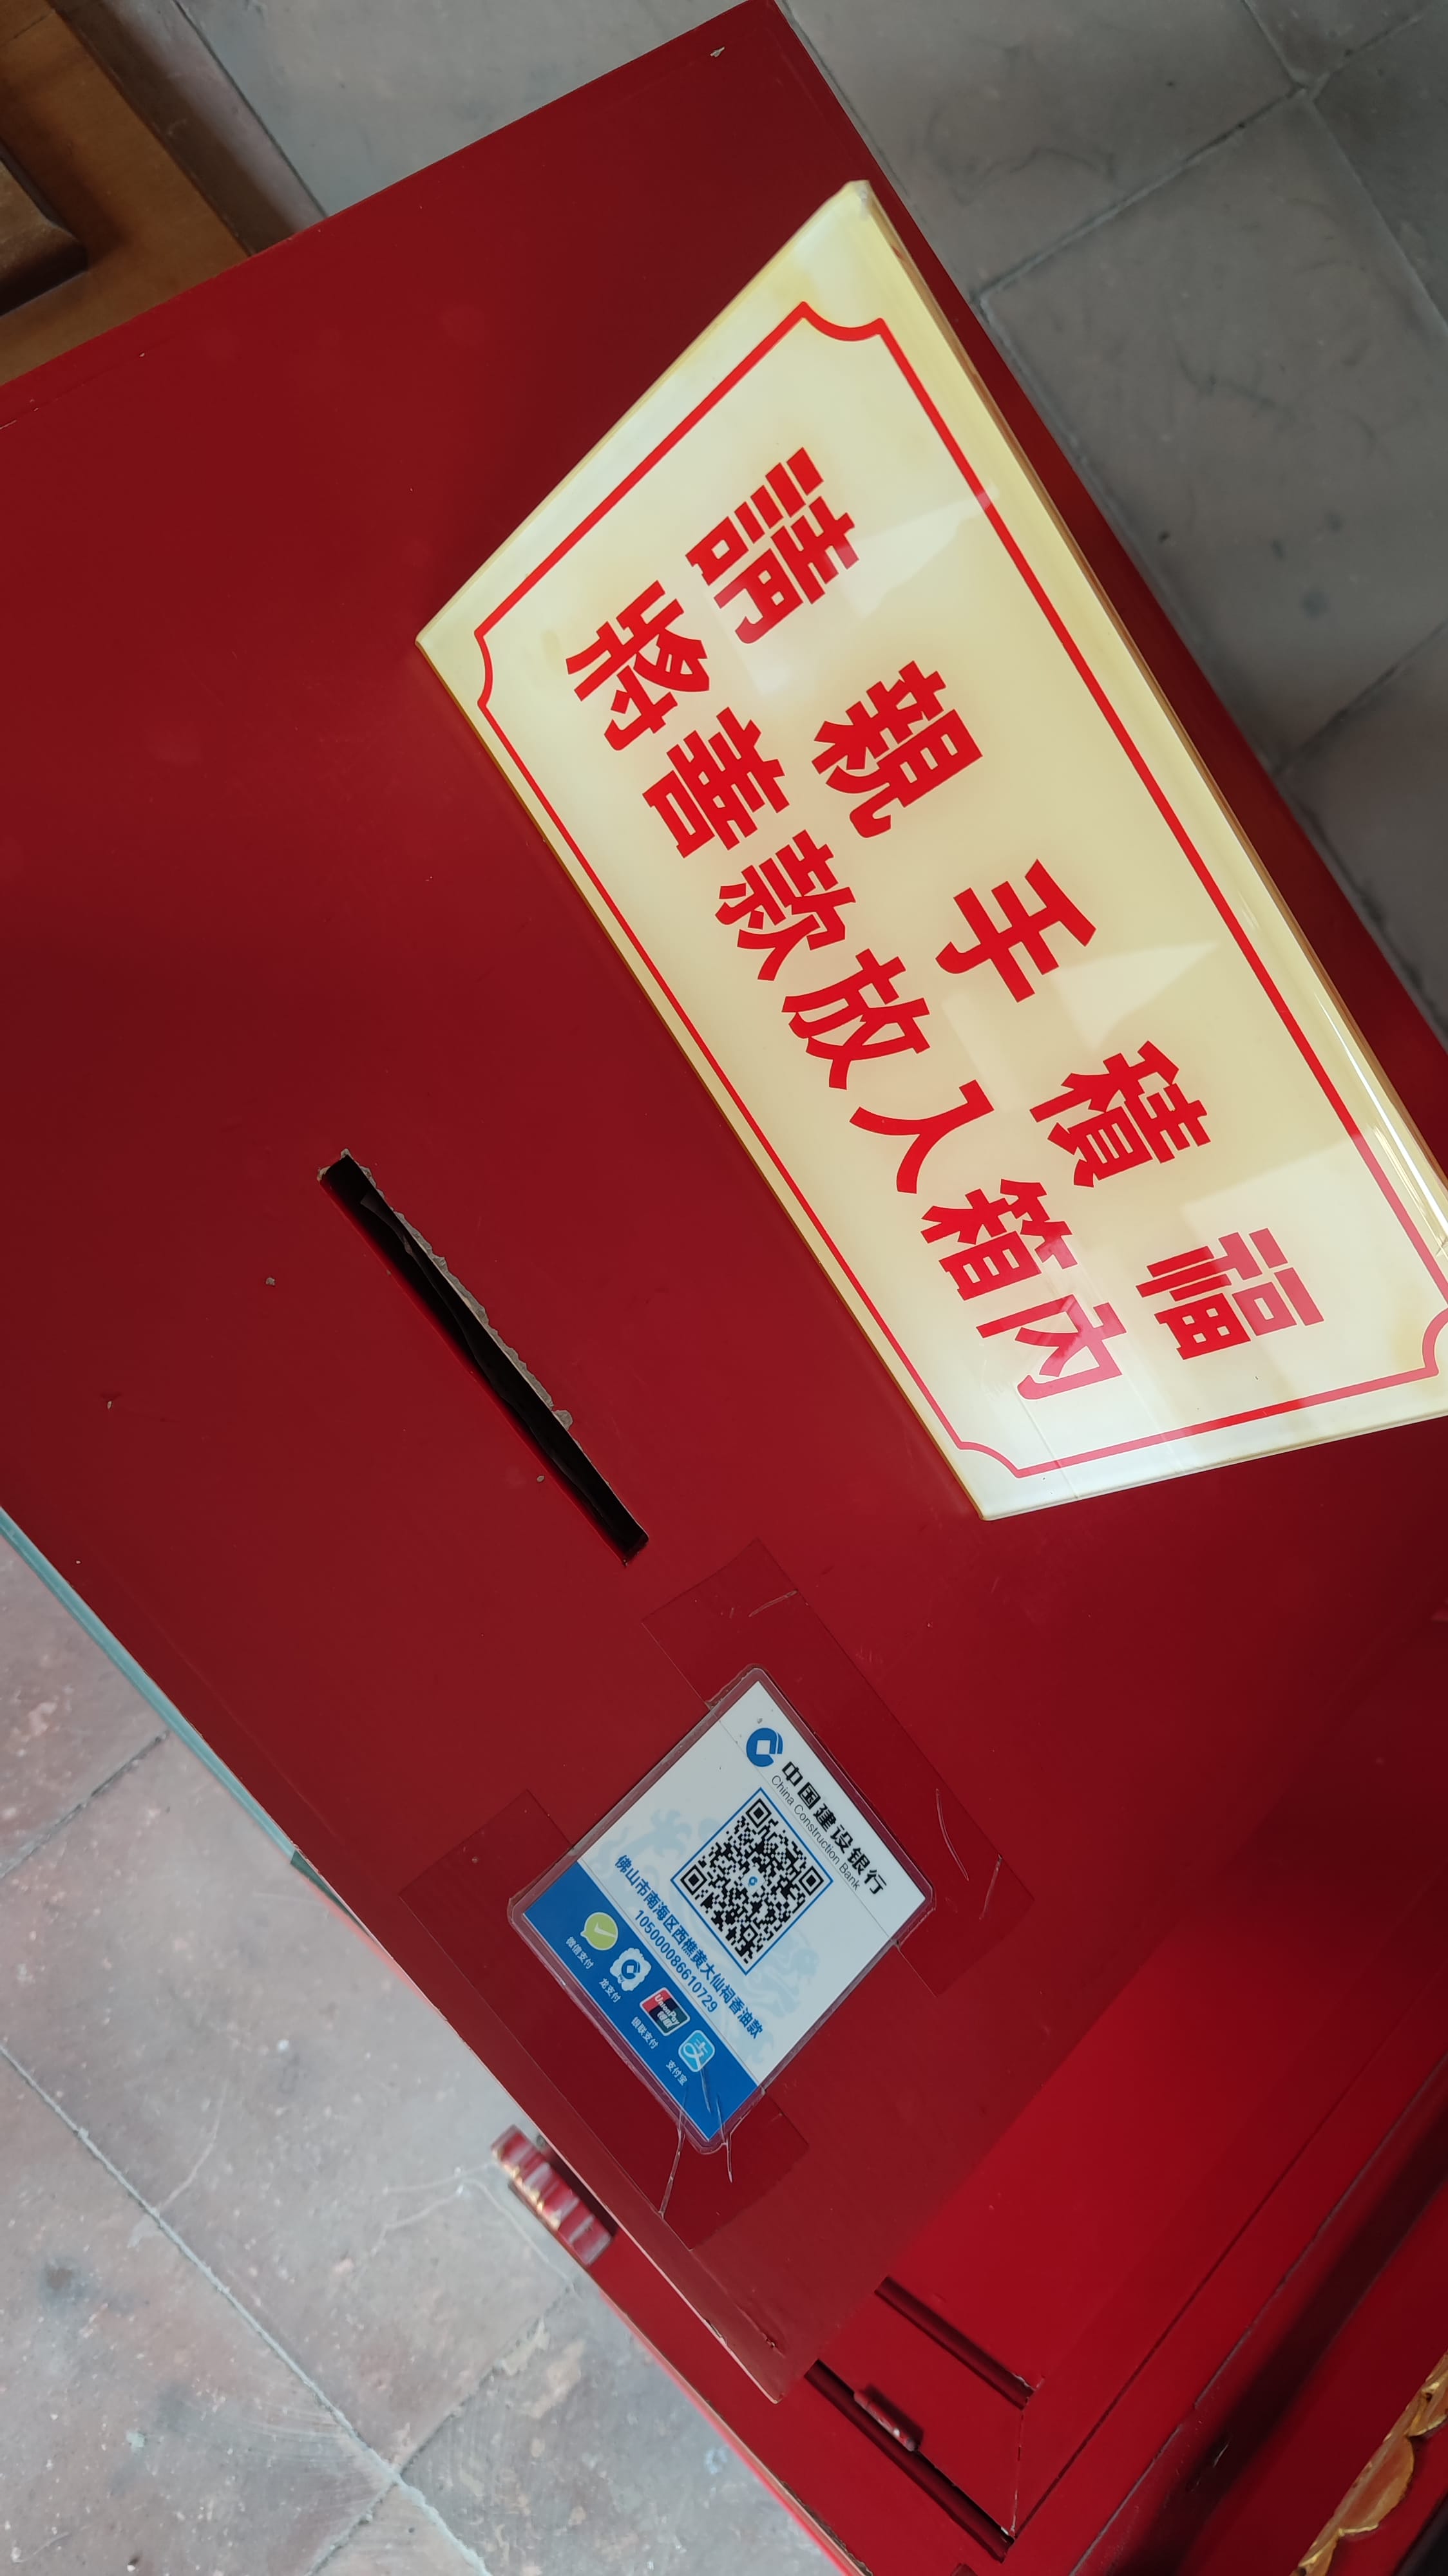 請親手積福
將善款放入箱內
中国建设银行
China Construction Bank
佛山市南海区西樵黄大仙祠香油款
105000086610729
微信支付 龙支付 银联支付 支付宝